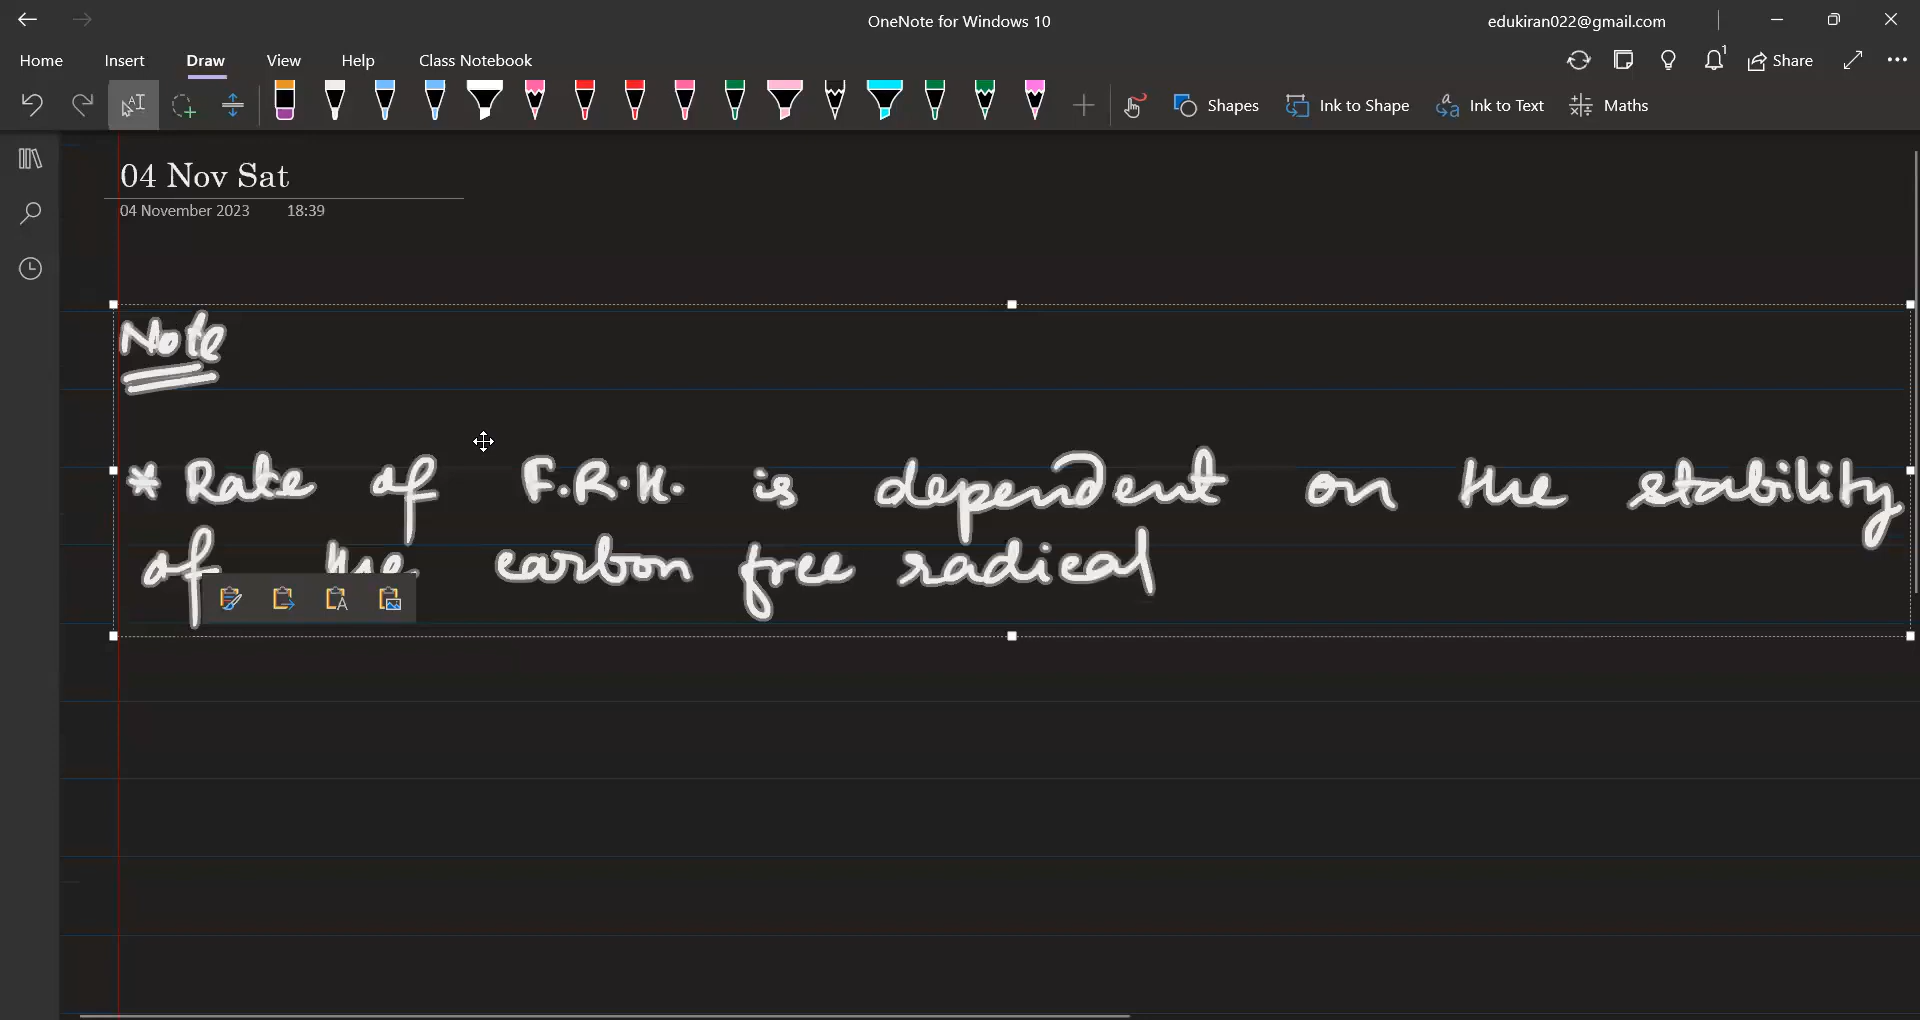 OneNote for Windows 10
edukiran022@gmail.com
Home Insert Draw View Help Class Notebook
1 Share
Shapes Ink to Shape Ink to Text Maths
04 Nov Sat
04 November 2023 18:39
Note
* Rate of F.R.H. is dependent on the stability
of the carbon free radical